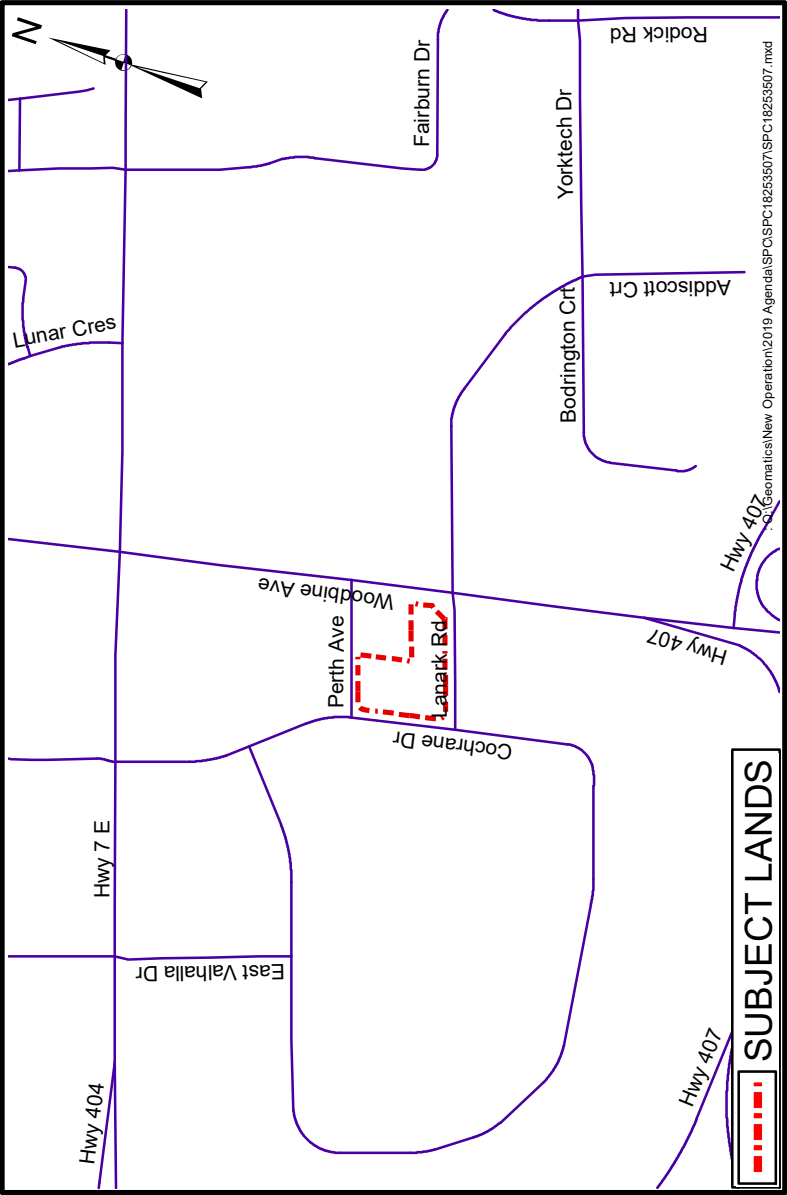 N
Fairburn Dr
Rodick Rd
Yorktech Dr
Lunar Cres
Addiscott Crt
Bodrington Crt
Woodbine Ave
Hwy 407
Perth Ave
Lanark Rd
Hwy 407
Cochrane Dr
Hwy 7 E
East Valhalla Dr
Hwy 404
Hwy 407
SUBJECT LANDS
: Q:\Geomatics\New Operation\2019 Agenda\SPC\SPC18253507\SPC18253507.mxd